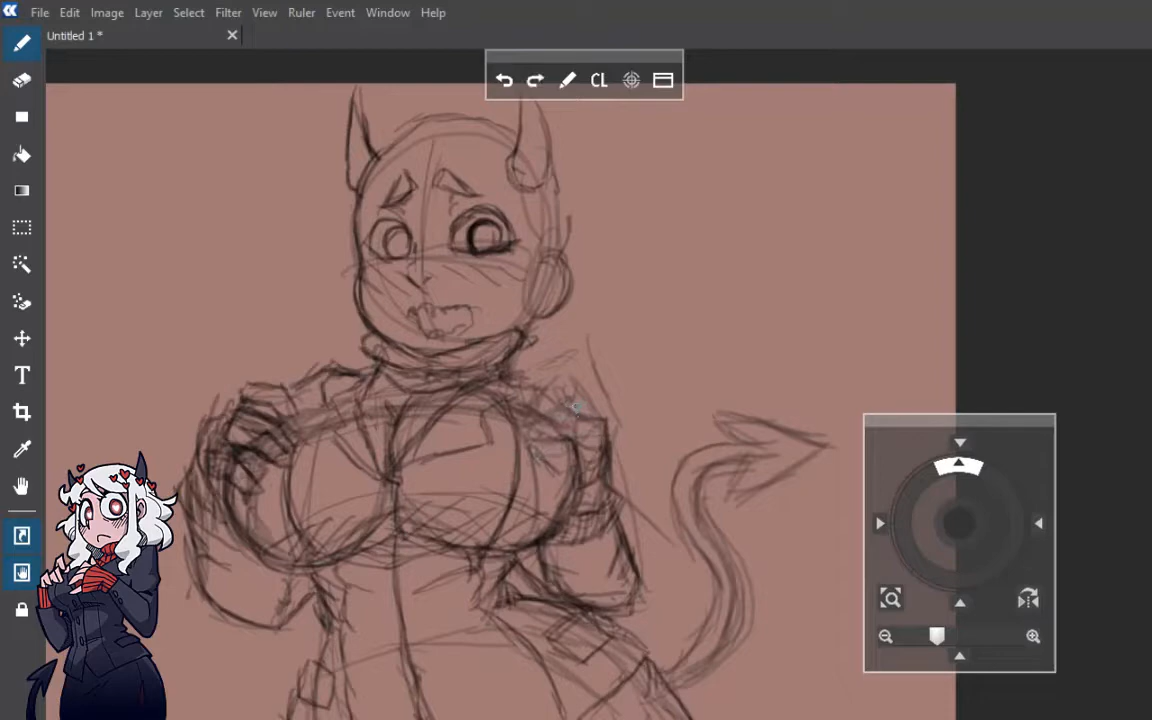 File Edit Image Layer Select Filter View Ruler Event Window Help
Untitled 1 *
CL
T